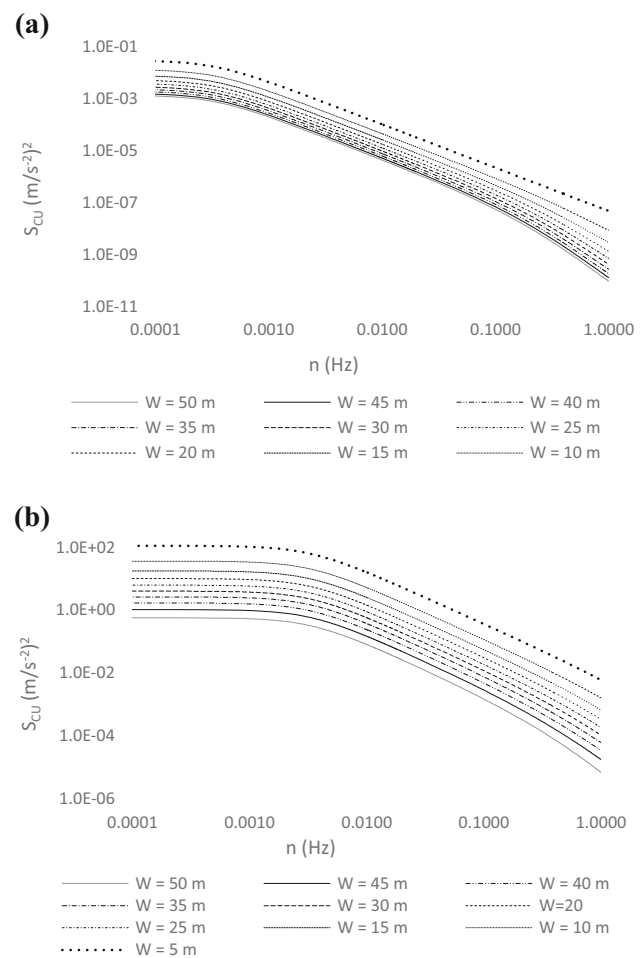 (a)
1.0E-01
1.0E-03
1.0E-05
1.0E-07
1.0E-09
1.0E-11
S_CU (m/s⁻²)²
0.0001 0.0010 0.0100 0.1000 1.0000
n (Hz)
W = 50 m W = 45 m W = 40 m
W = 35 m W = 30 m W = 25 m
W = 20 m W = 15 m W = 10 m
(b)
1.0E+02
1.0E+00
1.0E-02
1.0E-04
1.0E-06
S_CU (m/s⁻²)²
0.0001 0.0010 0.0100 0.1000 1.0000
n (Hz)
W = 50 m W = 45 m W = 40 m
W = 35 m W = 30 m W=20
W = 25 m W = 15 m W = 10 m
W = 5 m